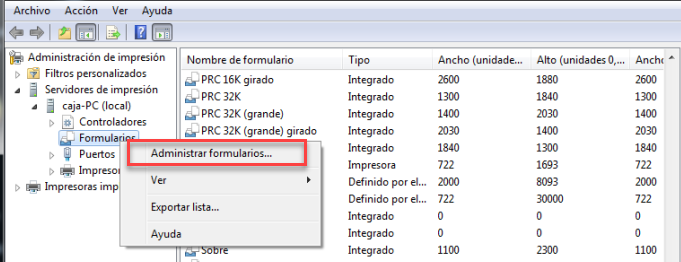 Archivo Acción Ver Ayuda
Administración de impresión
Filtros personalizados
Servidores de impresión
caja-PC (local)
Controladores
Formularios
Puertos
Impreso
Impresoras imp
Administrar formularios...
Ver
Exportar lista...
Ayuda
Nombre de formulario Tipo Ancho (unidade... Alto (unidades 0,... Ancho
PRC 16K girado Integrado 2600 1880 2600
PRC 32K Integrado 1300 1840 1300
PRC 32K (grande) Integrado 1400 2030 1400
PRC 32K (grande) girado Integrado 2030 1400 2030
Integrado 1840 1300 1840
Impresora 722 1693 722
Definido por el... 2000 8093 2000
Definido por el... 722 30000 722
Integrado 0 0 0
Integrado 0 0 0
Sobre Integrado 1100 2300 1100